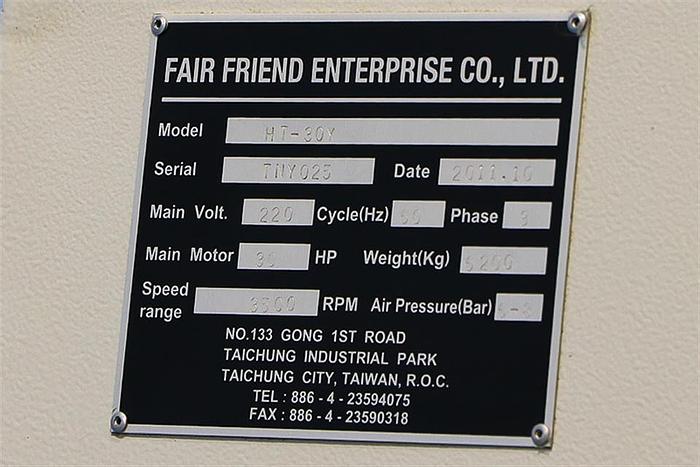 FAIR FRIEND ENTERPRISE CO., LTD.
Model HT-30Y
Serial TNY025 Date 2011.10
Main Volt. 220 Cycle(Hz) Phase 3
Main Motor 30 HP Weight(Kg) 6200
Speed range 3500 RPM Air Pressure(Bar)
NO.133 GONG 1ST ROAD
TAICHUNG INDUSTRIAL PARK
TAICHUNG CITY, TAIWAN, R.O.C.
TEL : 886 - 4 - 23594075
FAX : 886 - 4 - 23590318